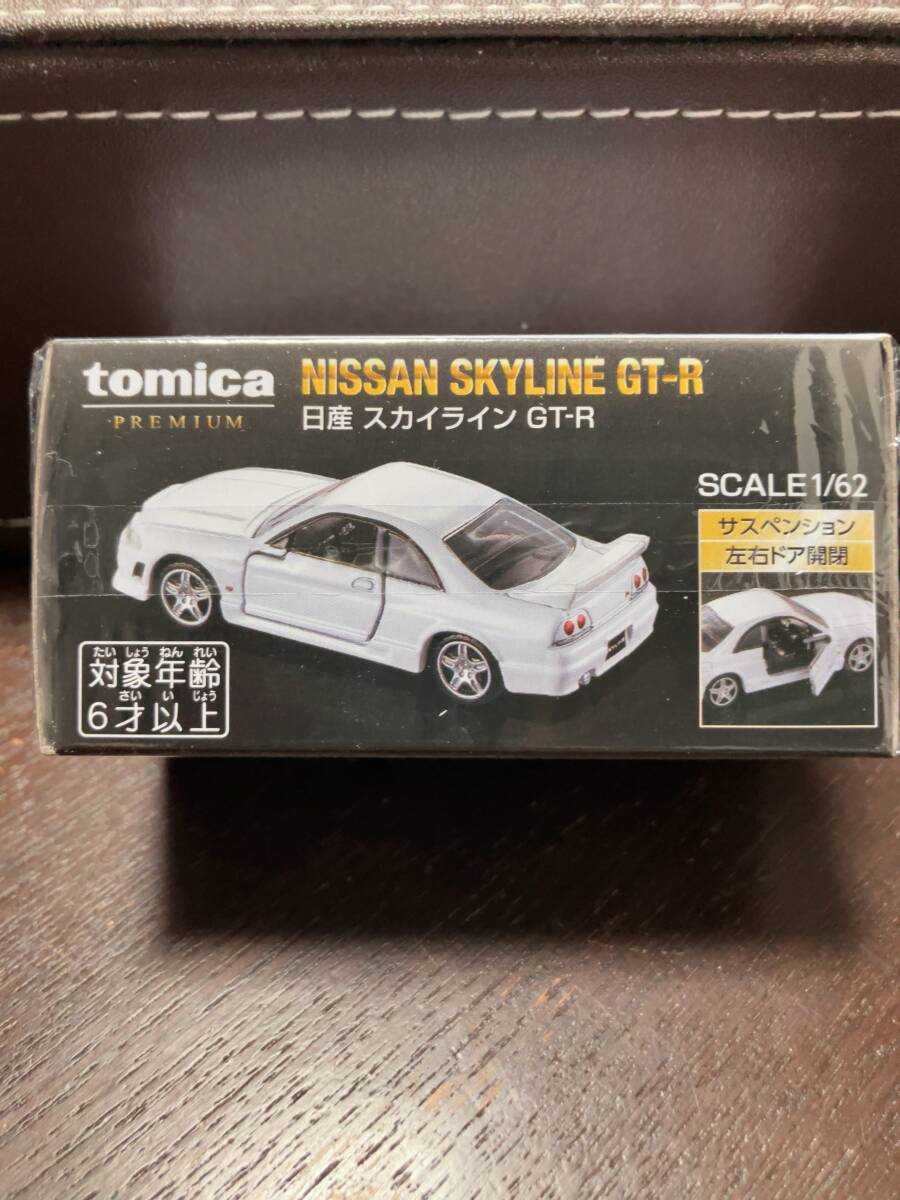 tomica
PREMIUM
NISSAN SKYLINE GT-R
日産 スカイライン GT-R
SCALE 1/62
サスペンション
左右ドア開閉
たい しょう ねん れい
対象年齢
さい い じょう
6才以上